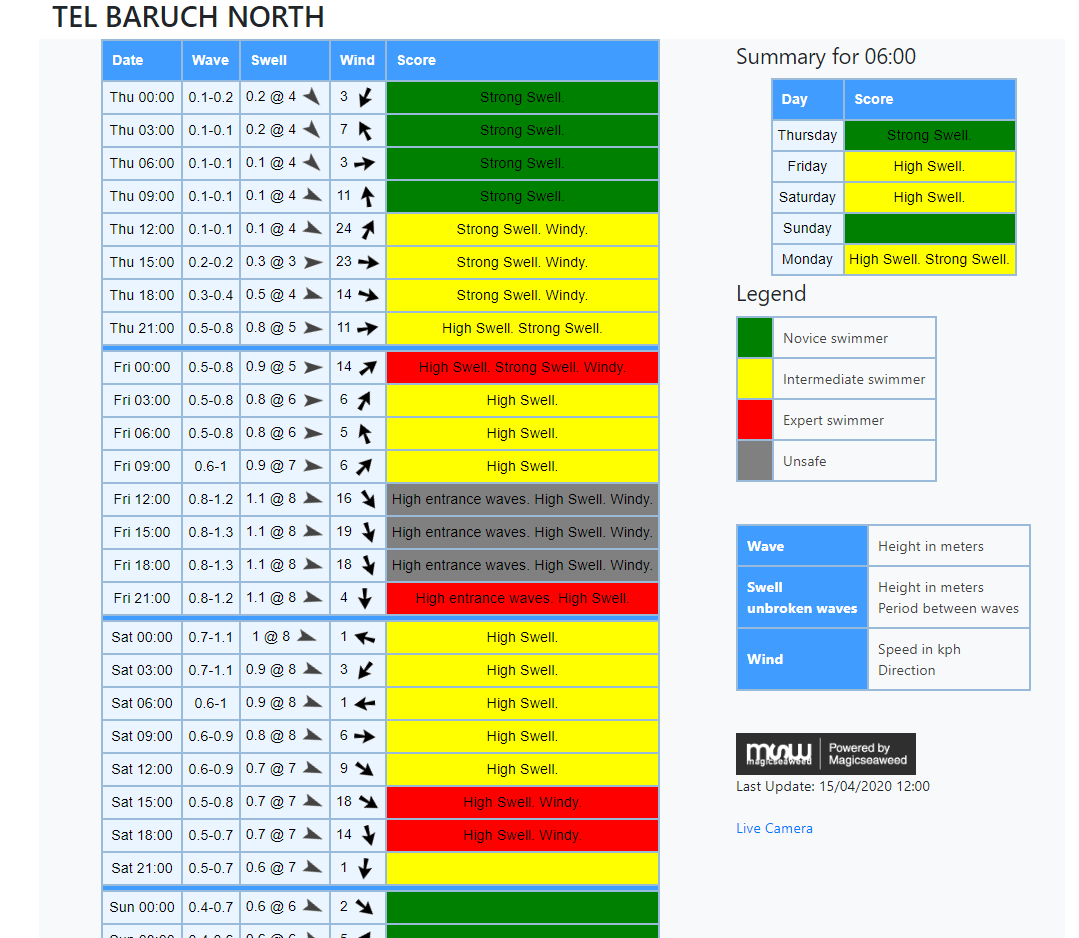 TEL BARUCH NORTH
Date Wave Swell Wind Score
Thu 00:00 0.1-0.2 0.2 @ 4 3 Strong Swell.
Thu 03:00 0.1-0.1 0.2 @ 4 7 Strong Swell.
Thu 06:00 0.1-0.1 0.1 @ 4 3 Strong Swell.
Thu 09:00 0.1-0.1 0.1 @ 4 11 Strong Swell.
Thu 12:00 0.1-0.1 0.1 @ 4 24 Strong Swell. Windy.
Thu 15:00 0.2-0.2 0.3 @ 3 23 Strong Swell. Windy.
Thu 18:00 0.3-0.4 0.5 @ 4 14 Strong Swell. Windy.
Thu 21:00 0.5-0.8 0.8 @ 5 11 High Swell. Strong Swell.
Fri 00:00 0.5-0.8 0.9 @ 5 14 High Swell. Strong Swell. Windy.
Fri 03:00 0.5-0.8 0.8 @ 6 6 High Swell.
Fri 06:00 0.5-0.8 0.8 @ 6 5 High Swell.
Fri 09:00 0.6-1 0.9 @ 7 6 High Swell.
Fri 12:00 0.8-1.2 1.1 @ 8 16 High entrance waves. High Swell. Windy.
Fri 15:00 0.8-1.3 1.1 @ 8 19 High entrance waves. High Swell. Windy.
Fri 18:00 0.8-1.3 1.1 @ 8 18 High entrance waves. High Swell. Windy.
Fri 21:00 0.8-1.2 1.1 @ 8 4 High entrance waves. High Swell.
Sat 00:00 0.7-1.1 1 @ 8 1 High Swell.
Sat 03:00 0.7-1.1 0.9 @ 8 3 High Swell.
Sat 06:00 0.6-1 0.9 @ 8 1 High Swell.
Sat 09:00 0.6-0.9 0.8 @ 8 6 High Swell.
Sat 12:00 0.6-0.9 0.7 @ 7 9 High Swell.
Sat 15:00 0.5-0.8 0.7 @ 7 18 High Swell. Windy.
Sat 18:00 0.5-0.7 0.7 @ 7 14 High Swell. Windy.
Sat 21:00 0.5-0.7 0.6 @ 7 1
Sun 00:00 0.4-0.7 0.6 @ 6 2
Summary for 06:00
Day Score
Thursday Strong Swell.
Friday High Swell.
Saturday High Swell.
Sunday
Monday High Swell. Strong Swell.
Legend
Novice swimmer
Intermediate swimmer
Expert swimmer
Unsafe
Wave Height in meters
Swell Height in meters
unbroken waves Period between waves
Wind Speed in kph
Direction
msw
magicseaweed
Powered by
Magicseaweed
Last Update: 15/04/2020 12:00
Live Camera